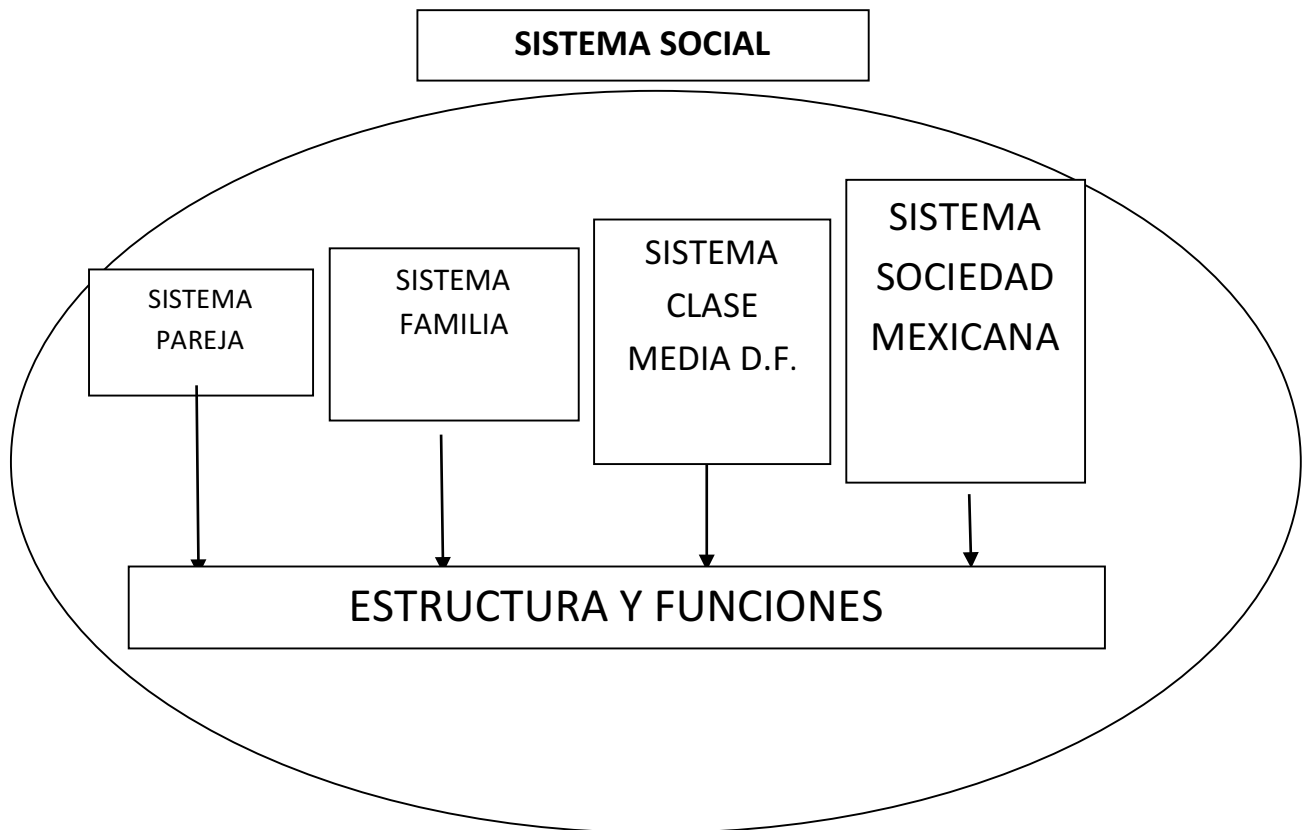 SISTEMA SOCIAL
SISTEMA
PAREJA
SISTEMA
FAMILIA
SISTEMA
CLASE
MEDIA D.F.
SISTEMA
SOCIEDAD
MEXICANA
ESTRUCTURA Y FUNCIONES